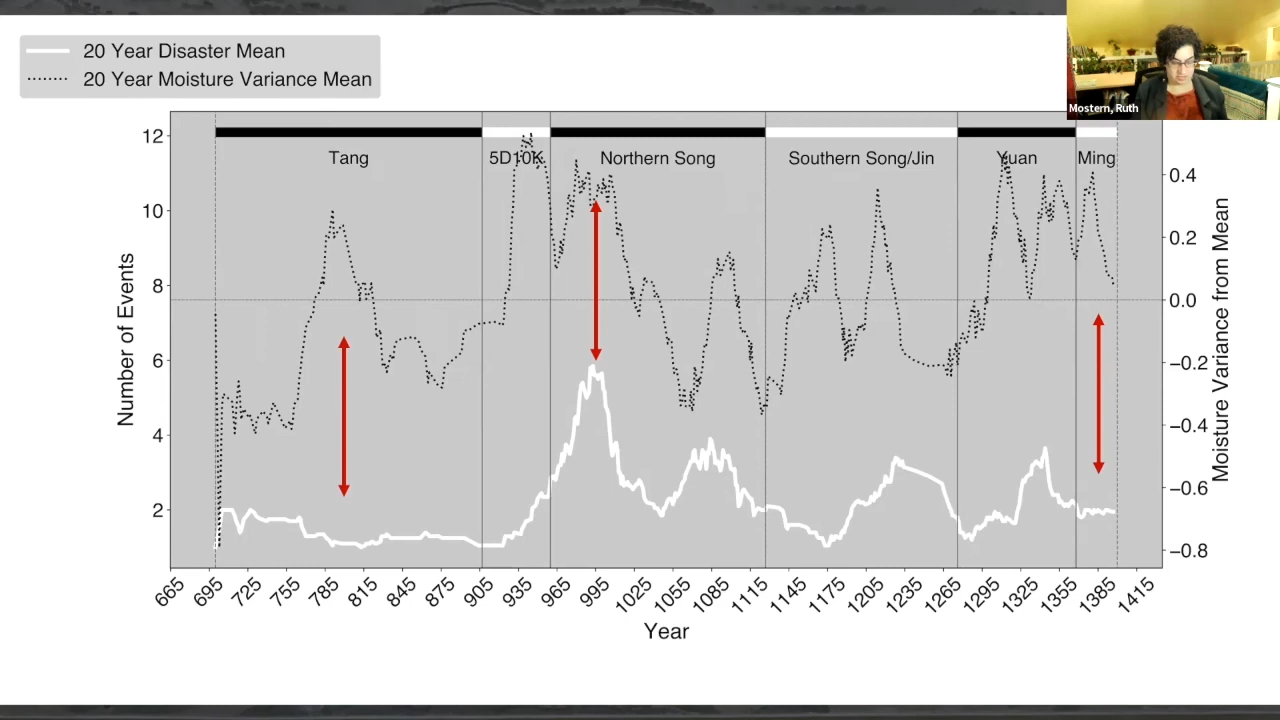 20 Year Disaster Mean
20 Year Moisture Variance Mean
Mostern, Ruth
Tang
5D10K
Northern Song
Southern Song/Jin
Yuan
Ming
Number of Events
12
10
8
6
4
2
0.4
0.2
0.0
−0.2
−0.4
−0.6
−0.8
Moisture Variance from Mean
665 695 725 755 785 815 845 875 905 935 965 995 1025 1055 1085 1115 1145 1175 1205 1235 1265 1295 1325 1355 1385 1415
Year